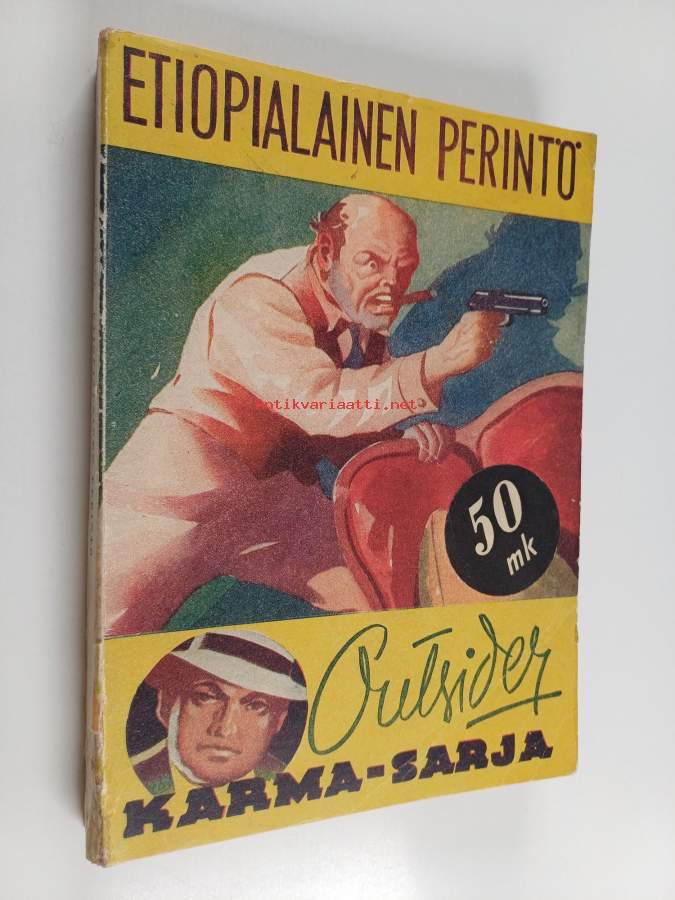 ETIOPIALAINEN PERINTÖ
antikvariaatti.net
50
mk
Outsider
KARMA-SARJA